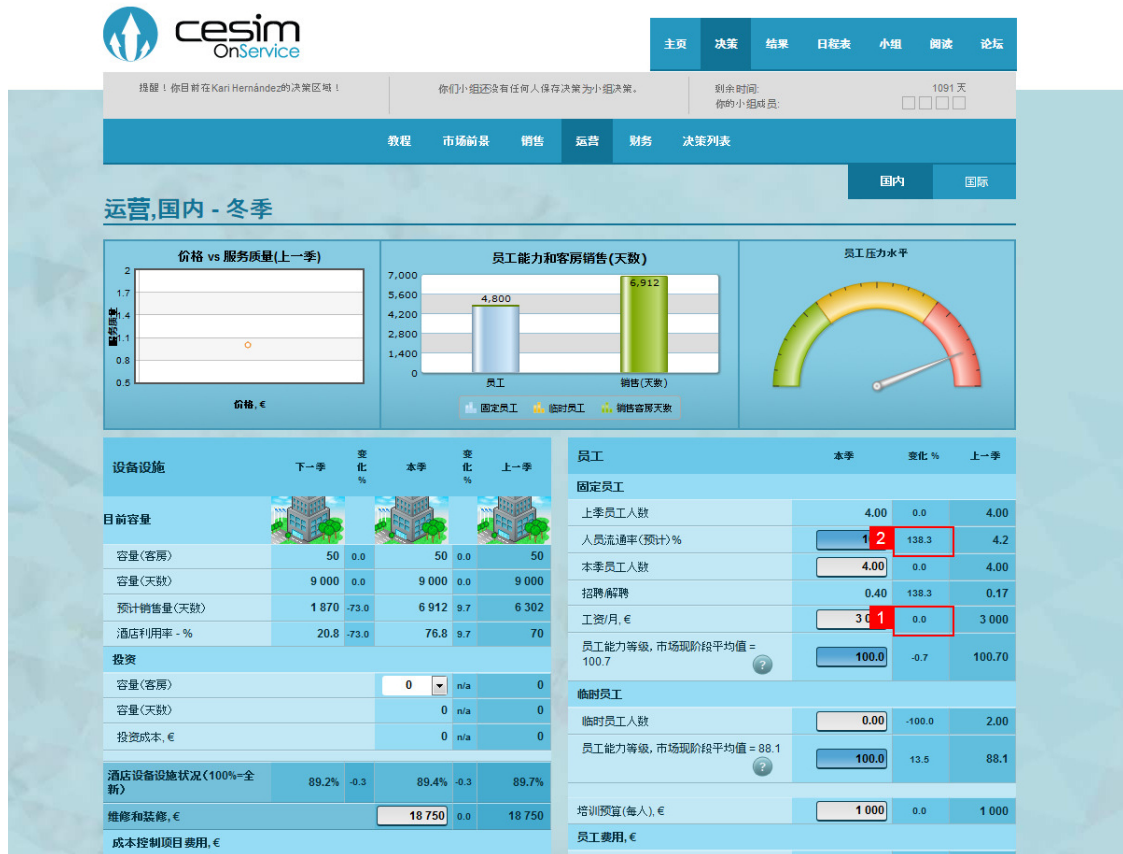 cesim
OnService
主页 决策 结果 日程表 小组 阅读 论坛
提醒！你目前在Kari Hernández的决策区域！
你们小组还没有任何人保存决策为小组决策。
剩余时间: 1091 天
你的小组成员:
教程 市场前景 销售 运营 财务 决策列表
国内 国际
运营,国内 - 冬季
价格 vs 服务质量(上一季)
2
1.7
1.4
1.1
0.8
0.5
服务质量
价格, €
员工能力和客房销售(天数)
7,000
5,600
4,200
2,800
1,400
0
4,800
6,912
员工 销售(天数)
固定员工 临时员工 销售客房天数
员工压力水平
设备设施 下一季 变化% 本季 变化% 上一季
目前容量
容量(客房) 50 0.0 50 0.0 50
容量(天数) 9 000 0.0 9 000 0.0 9 000
预计销售量(天数) 1 870 -73.0 6 912 9.7 6 302
酒店利用率 - % 20.8 -73.0 76.8 9.7 70
投资
容量(客房) 0 n/a 0
容量(天数) 0 n/a 0
投资成本, € 0 n/a 0
酒店设备设施状况(100%=全
新) 89.2% -0.3 89.4% -0.3 89.7%
维修和装修, € 18 750 0.0 18 750
成本控制项目费用, €
员工 本季 变化 % 上一季
固定员工
上季员工人数 4.00 0.0 4.00
人员流通率(预计)% 2 138.3 4.2
本季员工人数 4.00 0.0 4.00
招聘/解聘 0.40 138.3 0.17
工资/月, € 1 0.0 3 000
员工能力等级, 市场现阶段平均值 =
100.7 ? 100.0 -0.7 100.70
临时员工
临时员工人数 0.00 -100.0 2.00
员工能力等级, 市场现阶段平均值 = 88.1
? 100.0 13.5 88.1
培训预算(每人), € 1 000 0.0 1 000
员工费用, €